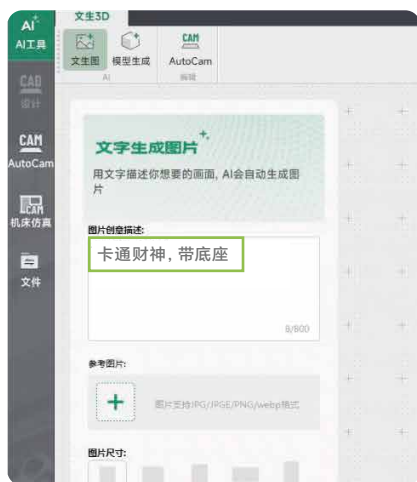 AI
AI工具
CAD
设计
CAM
AutoCam
CAM
机床仿真
文件
文生3D
文生图
模型生成
CAM
AutoCam
AI
编辑
文字生成图片
用文字描述你想要的画面, AI会自动生成图
片
图片创意描述:
卡通财神, 带底座
8/800
参考图片:
图片支持JPG/JPGE/PNG/webp格式
图片尺寸: